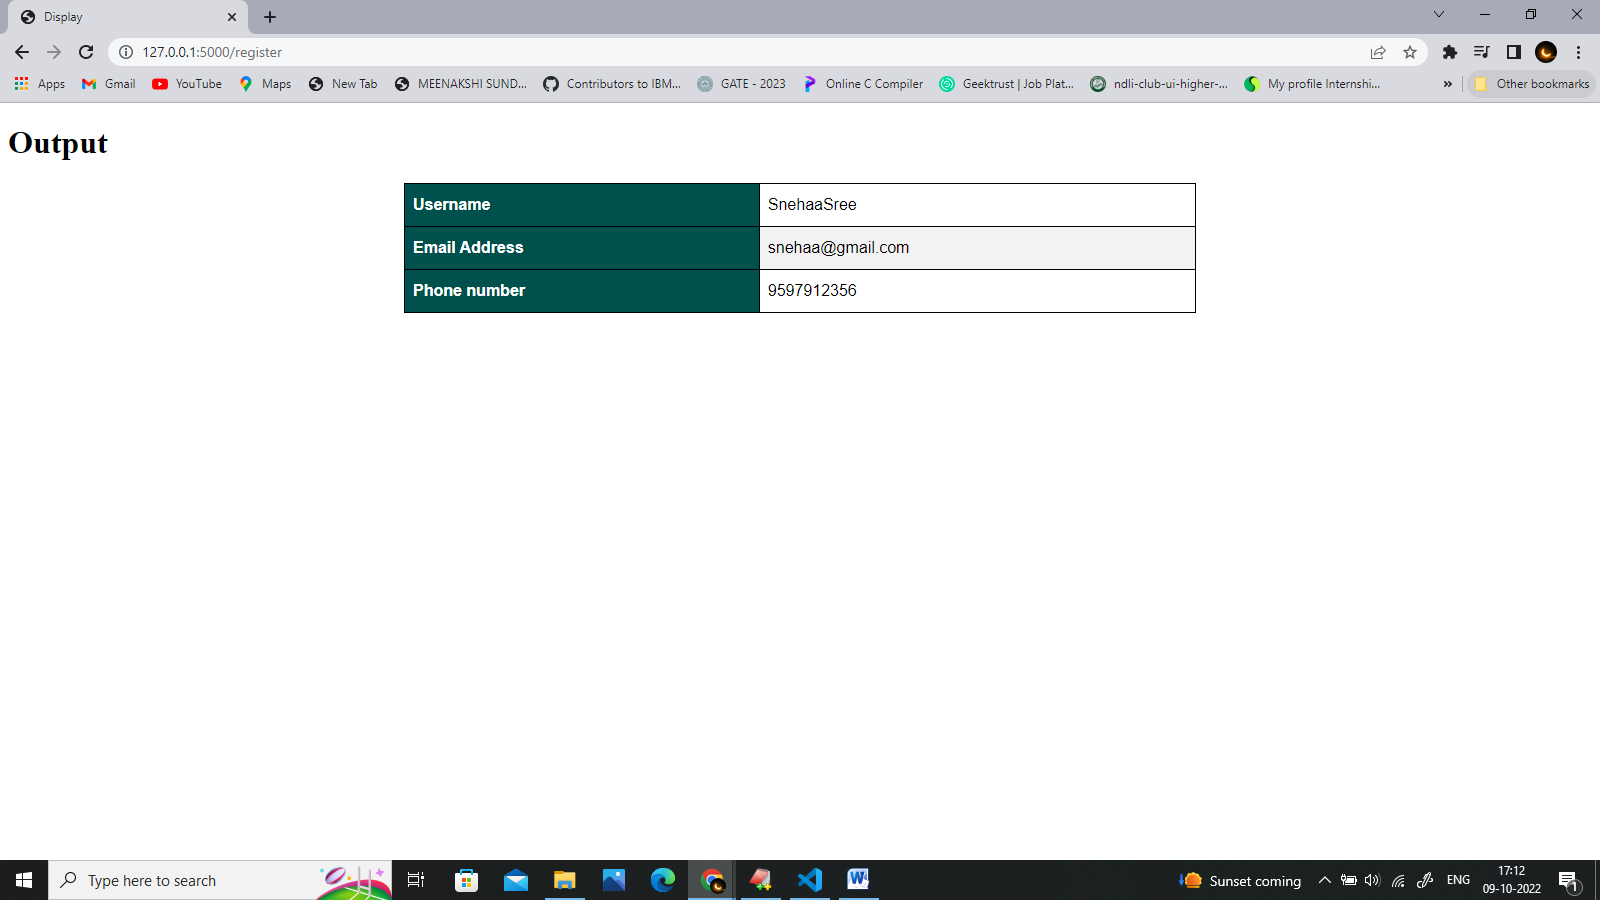 Display
127.0.0.1:5000/register
Apps Gmail YouTube Maps New Tab MEENAKSHI SUND... Contributors to IBM... GATE - 2023 Online C Compiler Geektrust | Job Plat... ndli-club-ui-higher-... My profile Internshi... » Other bookmarks
Output
Username SnehaaSree
Email Address snehaa@gmail.com
Phone number 9597912356
Type here to search
Sunset coming
ENG
17:12
09-10-2022
1